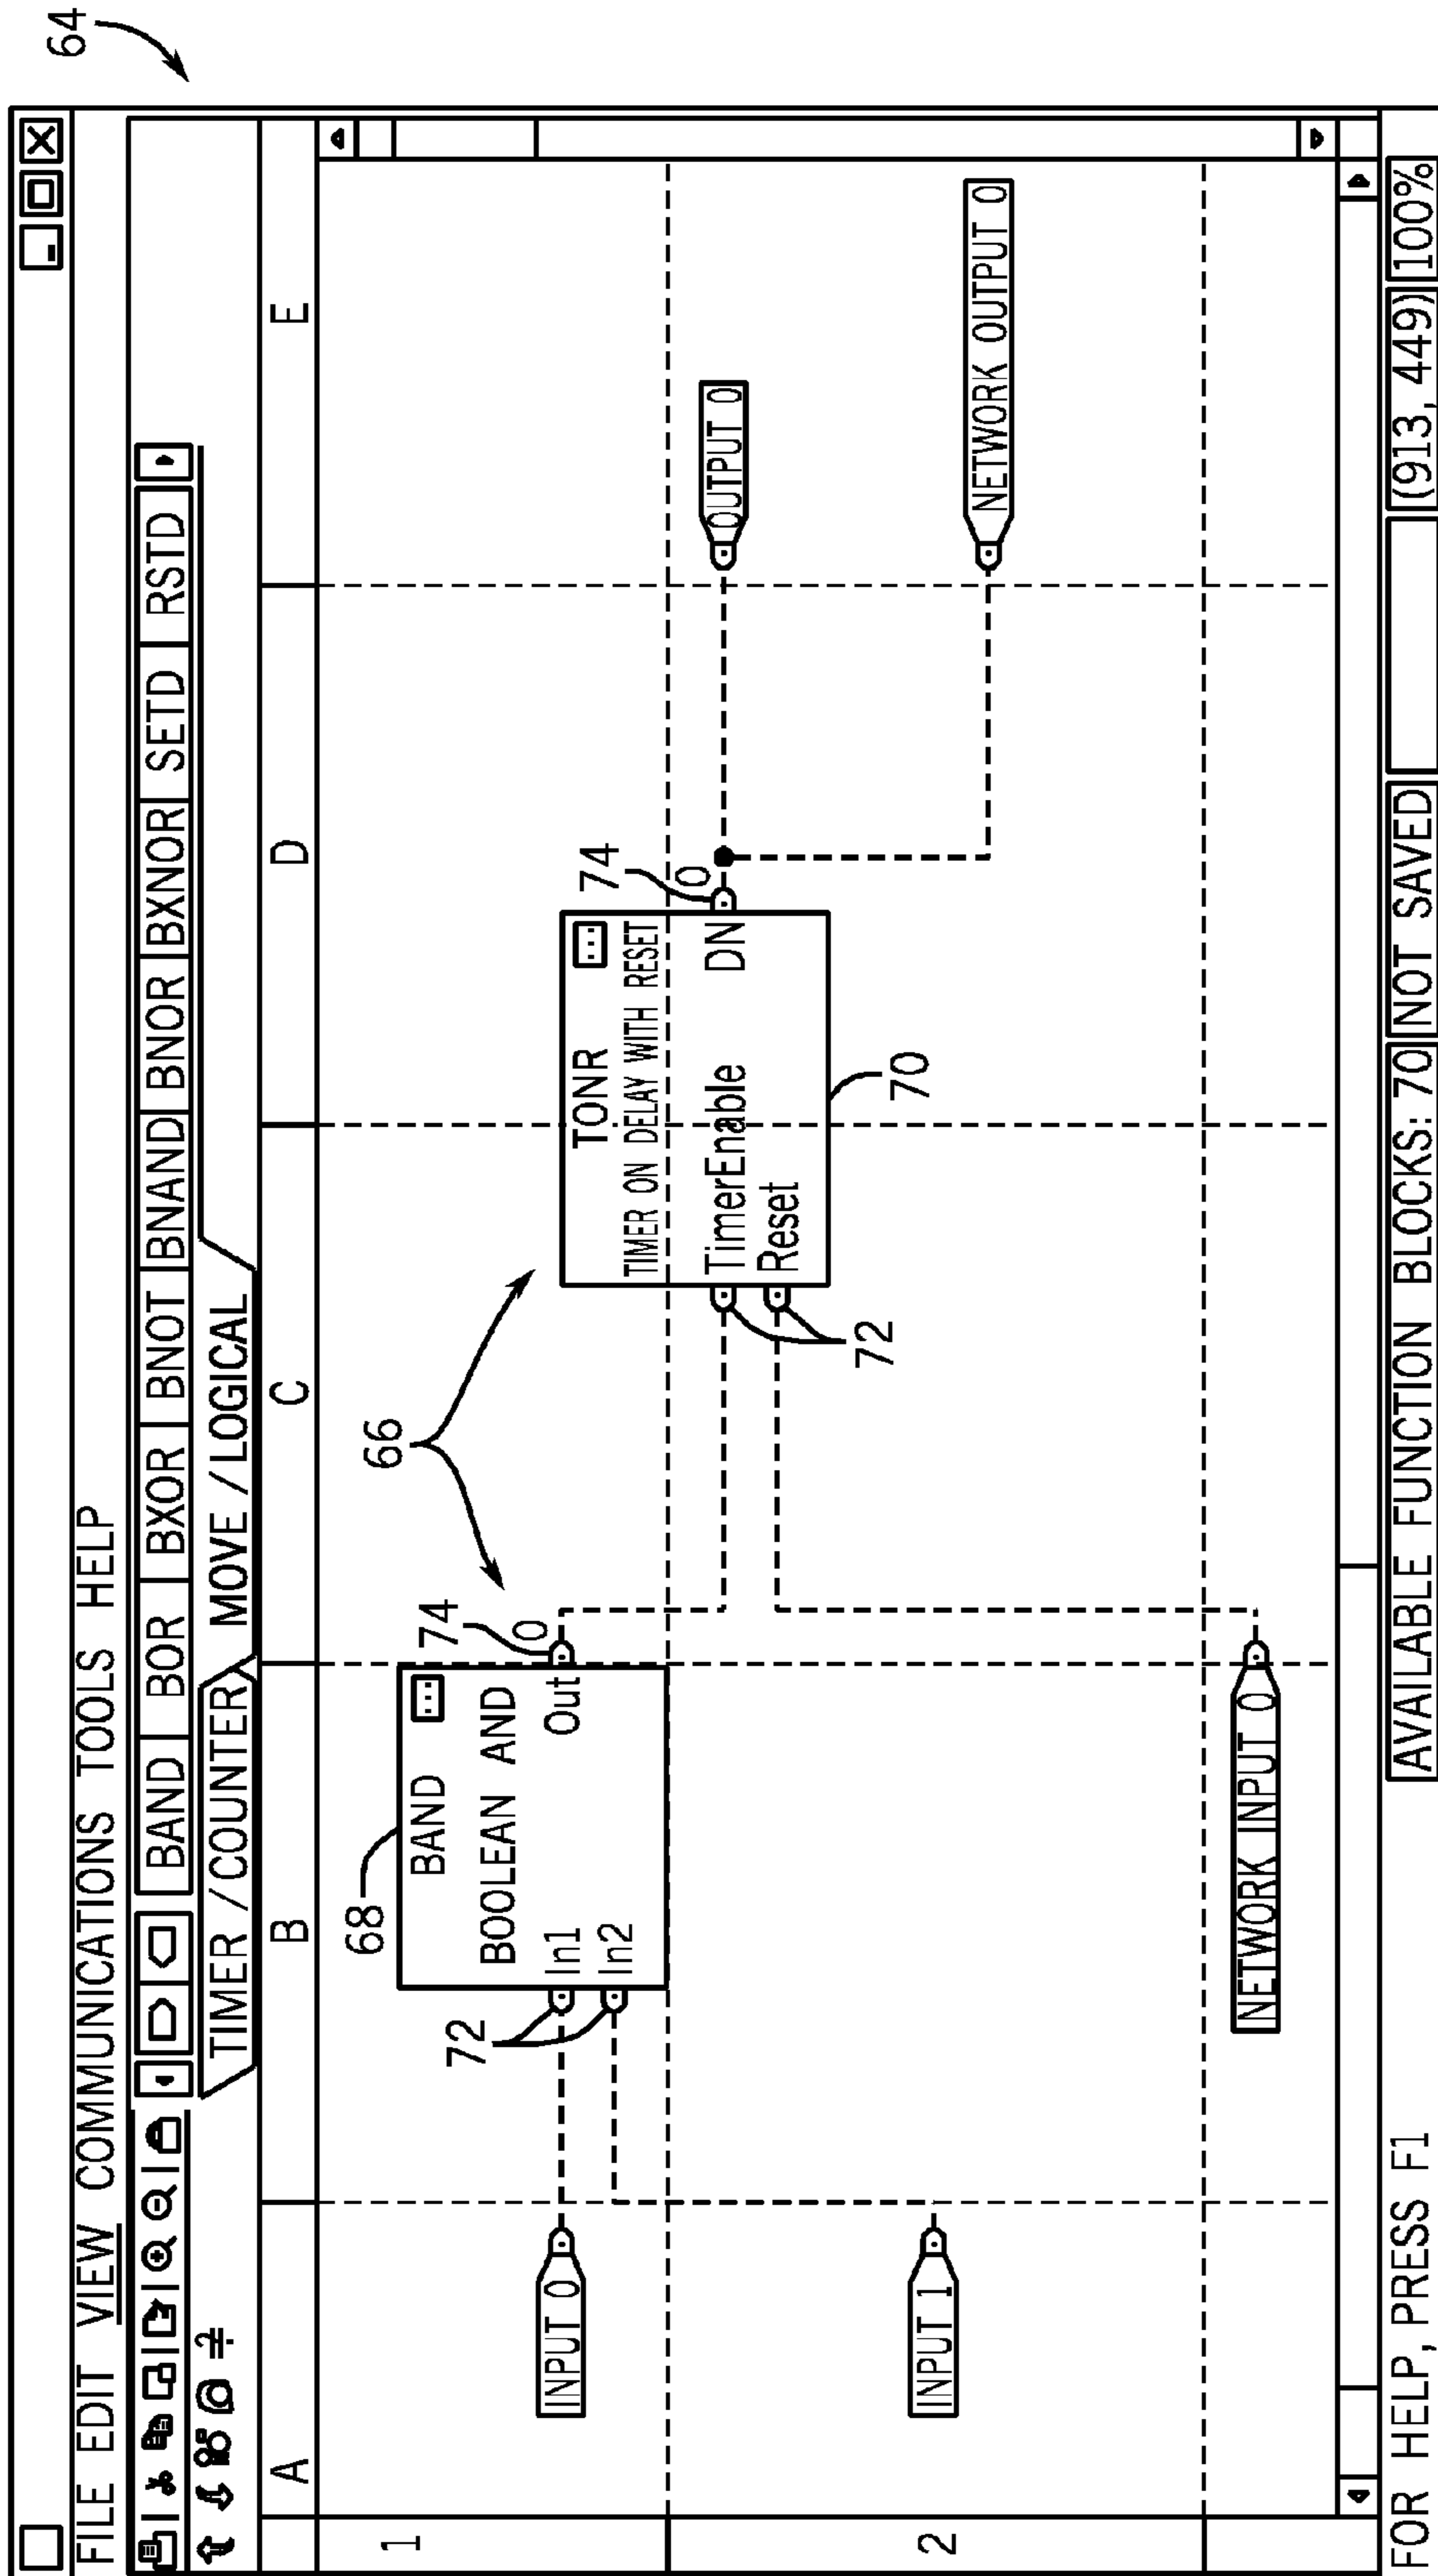 64
FILE EDIT VIEW COMMUNICATIONS TOOLS HELP
BAND BOR BXOR BNOT BNAND BNOR BXNOR SETD RSTD
TIMER /COUNTER MOVE /LOGICAL
A B C D E
1
2
68
BAND
BOOLEAN AND
In1
In2
Out
72
74
0
66
TONR
TIMER ON DELAY WITH RESET
TimerEnable
Reset
DN
72
74
0
70
INPUT 0
INPUT 1
NETWORK INPUT 0
OUTPUT 0
NETWORK OUTPUT 0
FOR HELP, PRESS F1
AVAILABLE FUNCTION BLOCKS: 70 NOT SAVED (913, 449) 100%